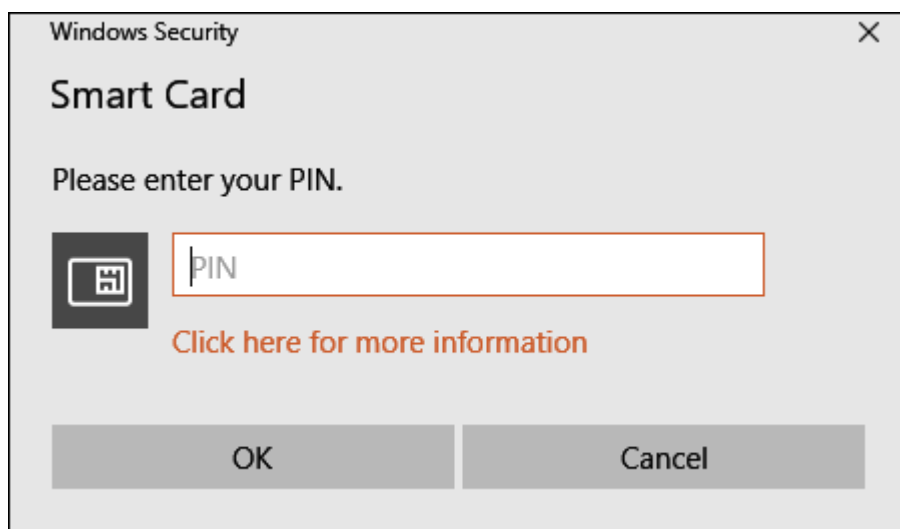 Windows Security
Smart Card
Please enter your PIN.
PIN
Click here for more information
OK
Cancel